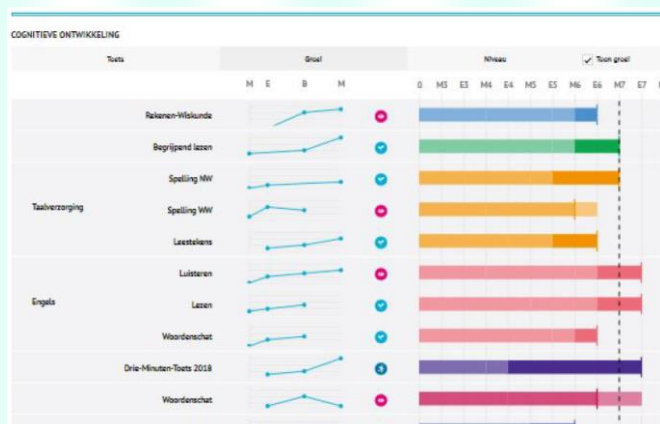 COGNITIEVE ONTWIKKELING
Toets Groei Niveau Toon groei
M E B M 0 M3 E3 M4 E4 M5 E5 M6 E6 M7 E7
Rekenen-Wiskunde
Begrijpend lezen
Spelling NW
Taalverzorging Spelling WW
Leestekens
Luisteren
Engels Lezen
Woordenschat
Drie-Minuten-Toets 2018
Woordenschat